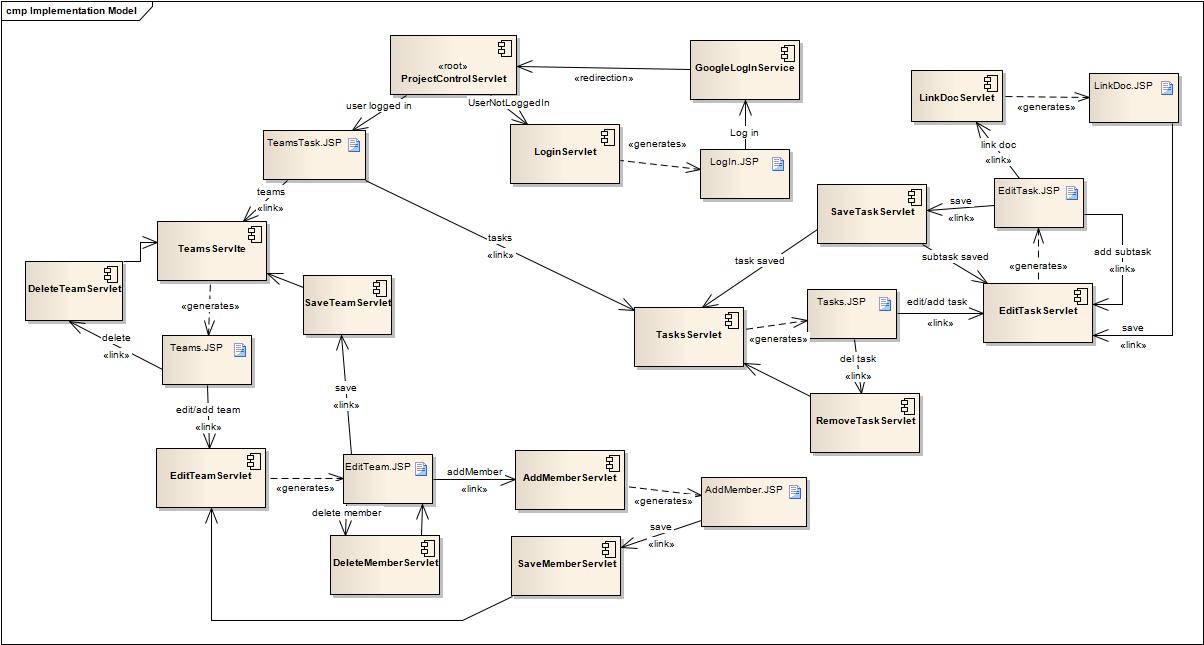 cmp Implementation Model
«root»
ProjectControlServlet
GoogleLogInService
«redirection»
user logged in
UserNotLoggedIn
LinkDocServlet
«generates»
LinkDoc.JSP
TeamsTask.JSP
LoginServlet
«generates»
Log in
LogIn.JSP
link doc
«link»
teams
«link»
SaveTaskServlet
save
«link»
EditTask.JSP
TeamsServlte
tasks
«link»
task saved
subtask saved
«generates»
add subtask
«link»
DeleteTeamServlet
«generates»
SaveTeamServlet
TasksServlet
«generates»
Tasks.JSP
edit/add task
«link»
EditTaskServlet
save
«link»
delete
«link»
Teams.JSP
del task
«link»
save
«link»
edit/add team
«link»
RemoveTaskServlet
EditTeamServlet
«generates»
EditTeam.JSP
addMember
«link»
AddMemberServlet
«generates»
AddMember.JSP
delete member
save
«link»
DeleteMemberServlet
SaveMemberServlet